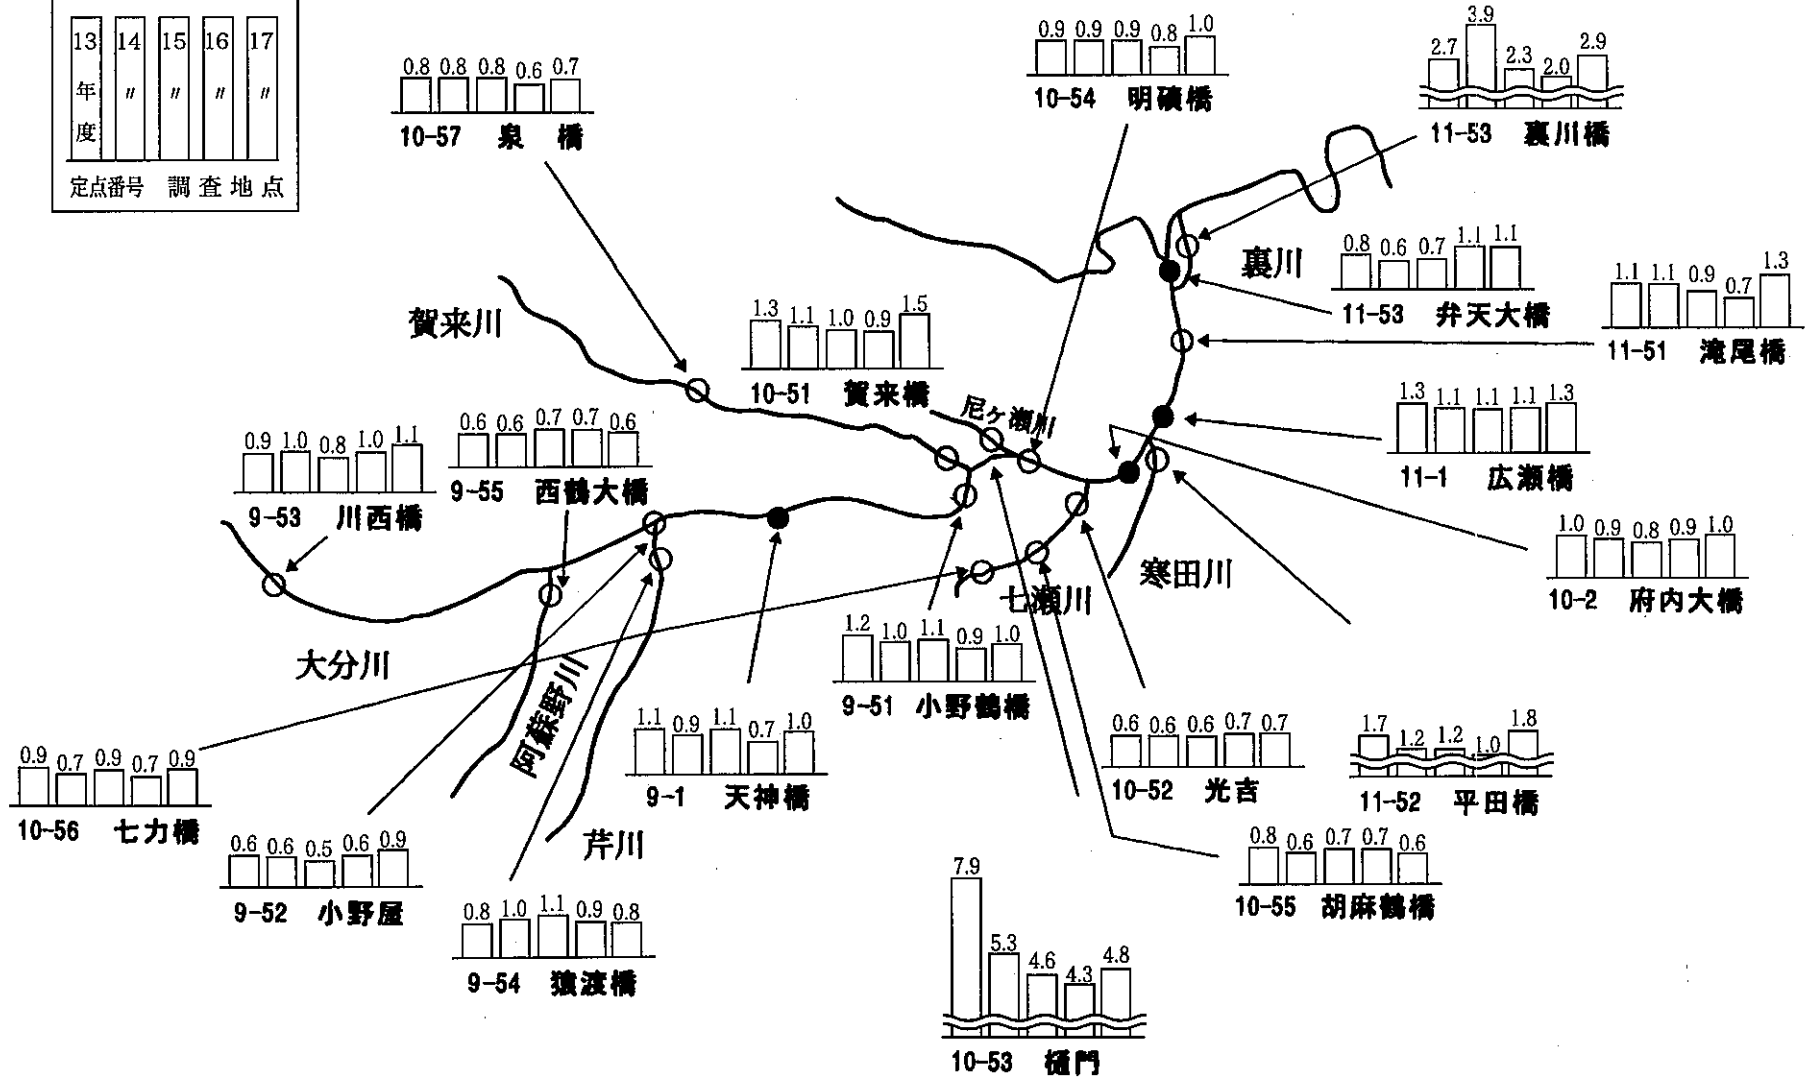 13 14 15 16 17
年 〃 〃 〃 〃
度
定点番号 調査地点
0.8 0.8 0.8 0.6 0.7
10-57 泉 橋
0.9 0.9 0.9 0.8 1.0
10-54 明磧橋
2.7 3.9 2.3 2.0 2.9
11-53 裏川橋
裏川
0.8 0.6 0.7 1.1 1.1
11-53 弁天大橋
1.1 1.1 0.9 0.7 1.3
11-51 滝尾橋
賀来川
1.3 1.1 1.0 0.9 1.5
10-51 賀来橋
尼ヶ瀬川
1.3 1.1 1.1 1.1 1.3
11-1 広瀬橋
0.9 1.0 0.8 1.0 1.1
9-53 川西橋
0.6 0.6 0.7 0.7 0.6
9-55 西鶴大橋
1.0 0.9 0.8 0.9 1.0
10-2 府内大橋
寒田川
七瀬川
大分川
阿蘇野川
芹川
1.2 1.0 1.1 0.9 1.0
9-51 小野鶴橋
1.1 0.9 1.1 0.7 1.0
9-1 天神橋
0.6 0.6 0.6 0.7 0.7
10-52 光吉
1.7 1.2 1.2 1.0 1.8
11-52 平田橋
0.9 0.7 0.9 0.7 0.9
10-56 七力橋
0.6 0.6 0.5 0.6 0.9
9-52 小野屋
0.8 0.6 0.7 0.7 0.6
10-55 胡麻鶴橋
0.8 1.0 1.1 0.9 0.8
9-54 猿渡橋
7.9 5.3 4.6 4.3 4.8
10-53 樋門